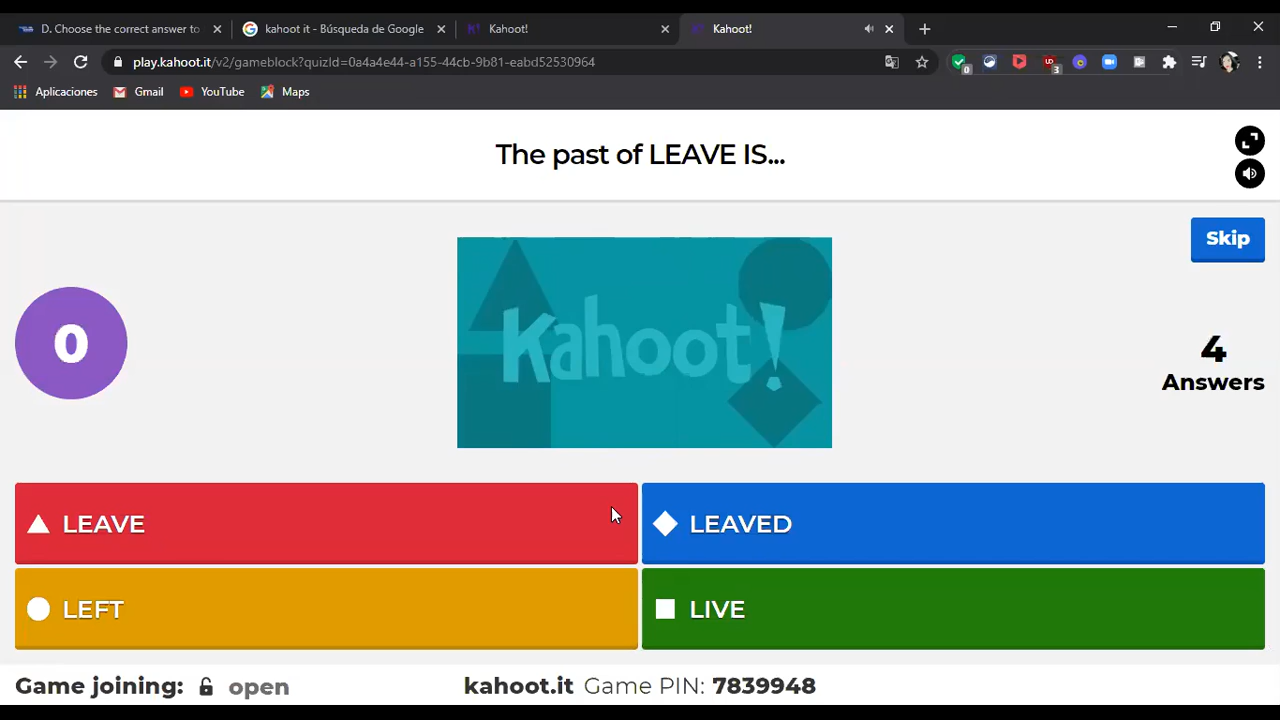 D. Choose the correct answer to
kahoot it - Búsqueda de Google
Kahoot!
Kahoot!
play.kahoot.it/v2/gameblock?quizId=0a4a4e44-a155-44cb-9b81-eabd52530964
0
3
Aplicaciones
Gmail
YouTube
Maps
The past of LEAVE IS...
Skip
0
Kahoot!
4
Answers
LEAVE
LEAVED
LEFT
LIVE
Game joining: open
kahoot.it Game PIN: 7839948